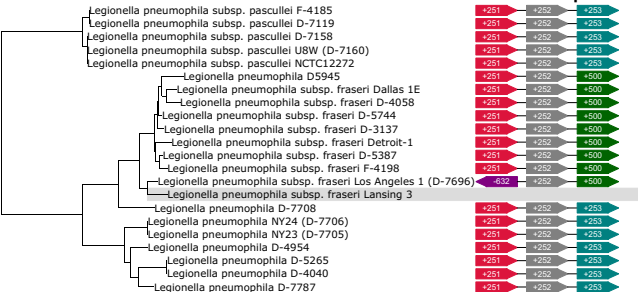 Legionella pneumophila subsp. pascullei F-4185 +251 +252 +253
Legionella pneumophila subsp. pascullei D-7119 +251 +252 +253
Legionella pneumophila subsp. pascullei D-7158 +251 +252 +253
Legionella pneumophila subsp. pascullei U8W (D-7160) +251 +252 +253
Legionella pneumophila subsp. pascullei NCTC12272 +251 +252 +253
Legionella pneumophila D5945 +251 +252 +500
Legionella pneumophila subsp. fraseri Dallas 1E +251 +252 +500
Legionella pneumophila subsp. fraseri D-4058 +251 +252 +500
Legionella pneumophila subsp. fraseri D-5744 +251 +252 +500
Legionella pneumophila subsp. fraseri D-3137 +251 +252 +500
Legionella pneumophila subsp. fraseri Detroit-1 +251 +252 +500
Legionella pneumophila subsp. fraseri D-5387 +251 +252 +500
Legionella pneumophila subsp. fraseri F-4198 +251 +252 +500
Legionella pneumophila subsp. fraseri Los Angeles 1 (D-7696) -632 +252 +500
Legionella pneumophila subsp. fraseri Lansing 3
Legionella pneumophila D-7708 +251 +252 +253
Legionella pneumophila NY24 (D-7706) +251 +252 +253
Legionella pneumophila NY23 (D-7705) +251 +252 +253
Legionella pneumophila D-4954 +251 +252 +253
Legionella pneumophila D-5265 +251 +252 +253
Legionella pneumophila D-4040 +251 +252 +253
Legionella pneumophila D-7787 +251 +252 +253